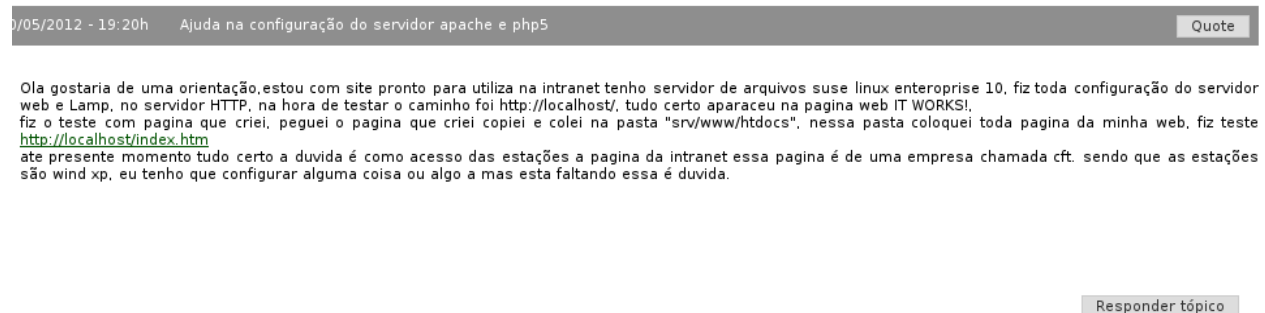 0/05/2012 - 19:20h Ajuda na configuração do servidor apache e php5 Quote
Ola gostaria de uma orientação,estou com site pronto para utiliza na intranet tenho servidor de arquivos suse linux enteroprise 10, fiz toda configuração do servidor
web e Lamp, no servidor HTTP, na hora de testar o caminho foi http://localhost/, tudo certo aparaceu na pagina web IT WORKS!,
fiz o teste com pagina que criei, peguei o pagina que criei copiei e colei na pasta "srv/www/htdocs", nessa pasta coloquei toda pagina da minha web, fiz teste
http://localhost/index.htm
ate presente momento tudo certo a duvida é como acesso das estações a pagina da intranet essa pagina é de uma empresa chamada cft. sendo que as estações
são wind xp, eu tenho que configurar alguma coisa ou algo a mas esta faltando essa é duvida.
Responder tópico